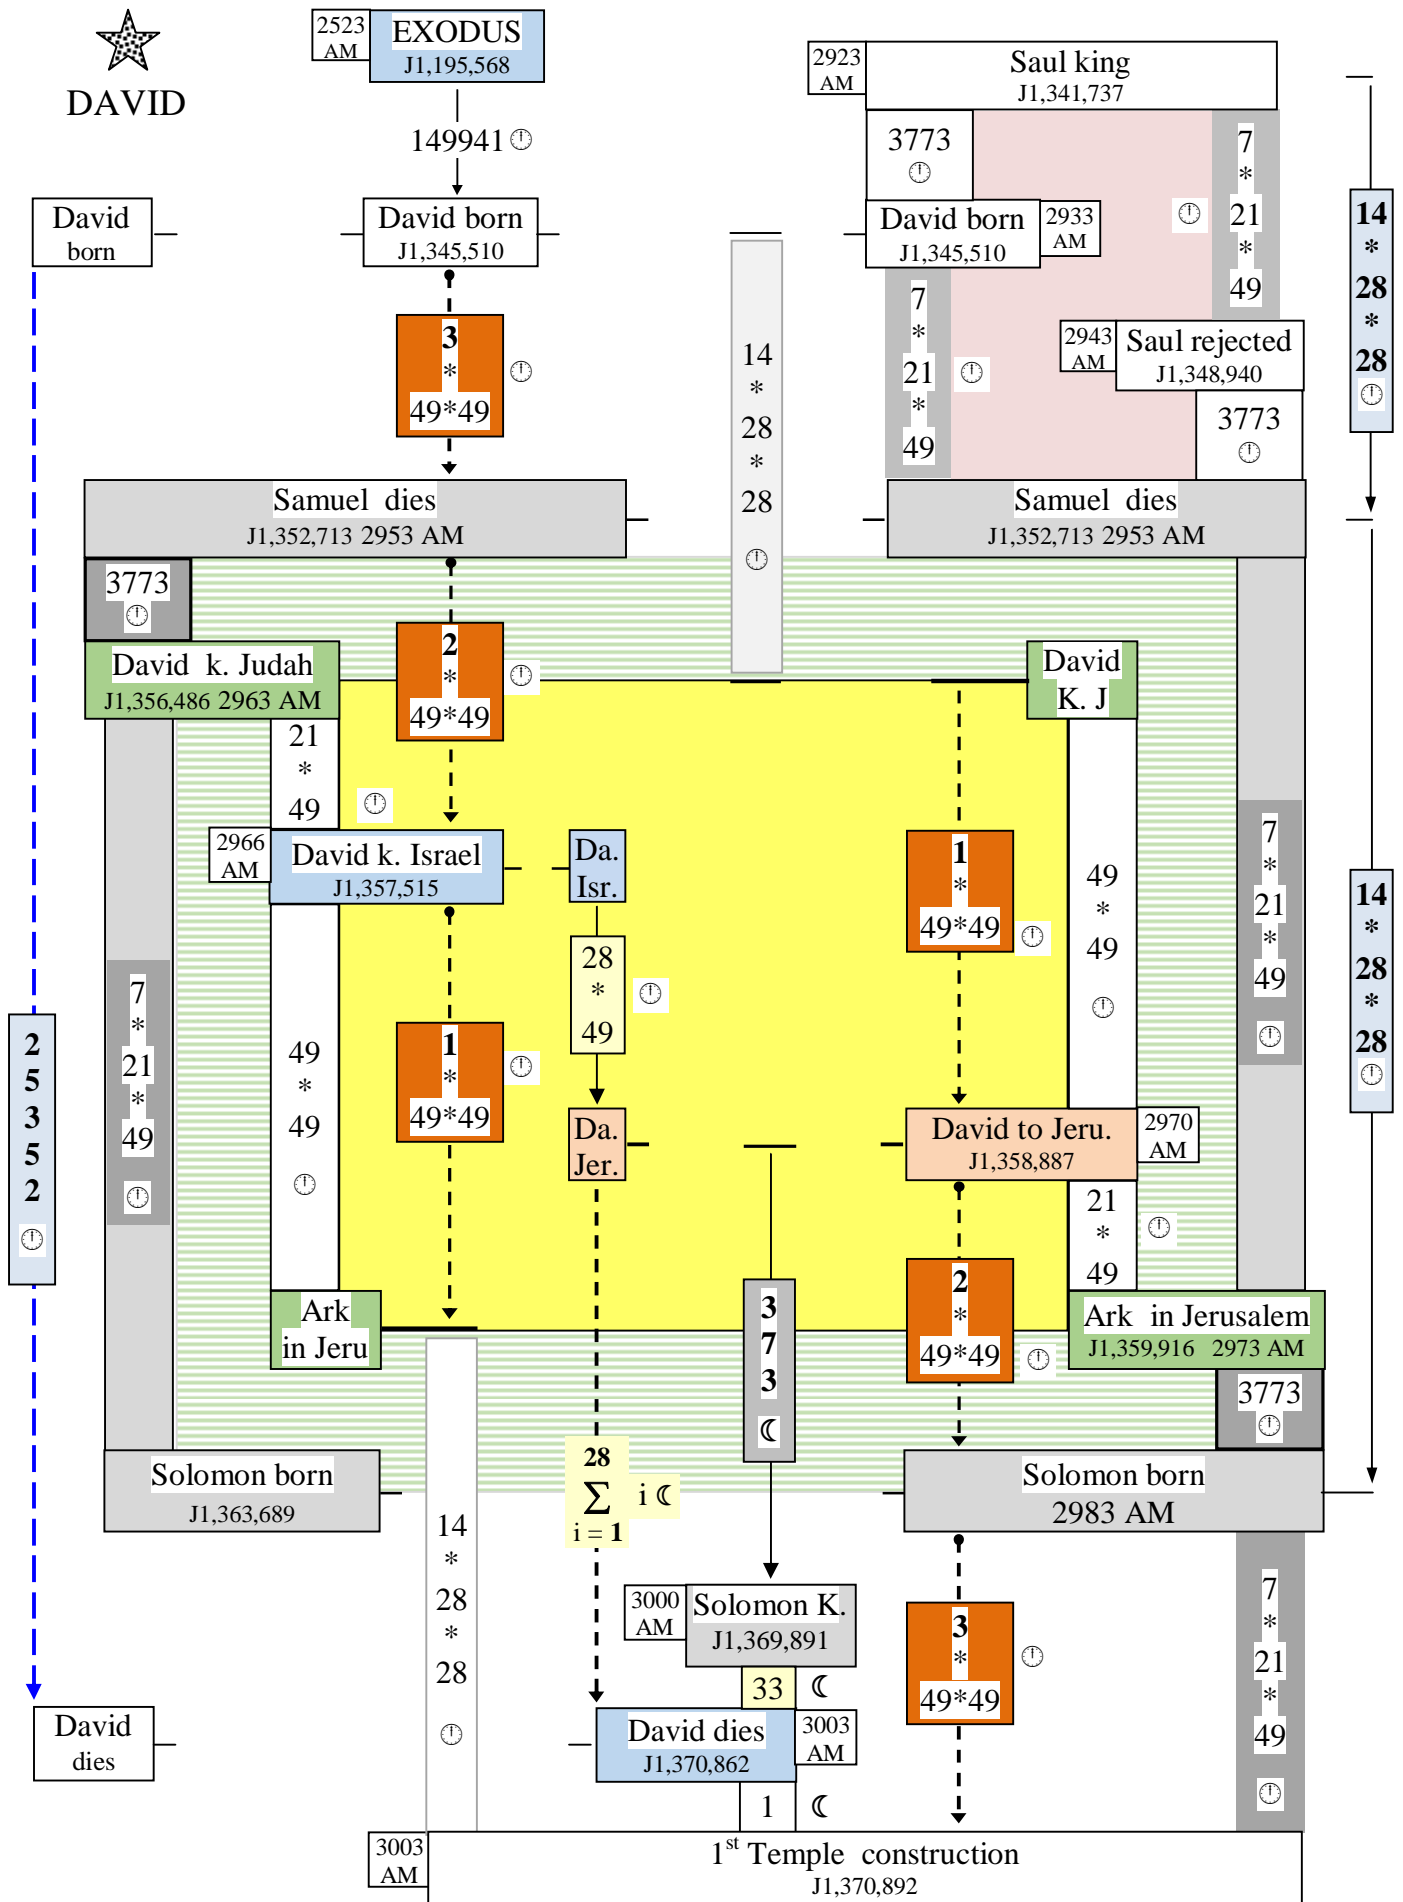 DAVID
2523
AM
EXODUS
J1,195,568
149941
2923
AM
Saul king
J1,341,737
3773
7
*
21
*
49
David
born
David born
J1,345,510
David born
J1,345,510
2933
AM
14
*
28
*
28
3
*
49*49
14
*
28
*
28
7
*
21
*
49
2943
AM
Saul rejected
J1,348,940
3773
Samuel dies
J1,352,713 2953 AM
Samuel dies
J1,352,713 2953 AM
3773
2
*
49*49
David k. Judah
J1,356,486 2963 AM
David
K. J
21
*
49
2966
AM
David k. Israel
J1,357,515
Da.
Isr.
1
*
49*49
49
*
49
7
*
21
*
49
14
*
28
*
28
28
*
49
7
*
21
*
49
2
5
3
5
2
49
*
49
1
*
49*49
Da.
Jer.
David to Jeru.
J1,358,887
2970
AM
21
*
49
Ark
in Jeru
3
7
3
2
*
49*49
Ark in Jerusalem
J1,359,916 2973 AM
3773
Solomon born
J1,363,689
28
Σ i
i = 1
Solomon born
2983 AM
14
*
28
*
28
3000
AM
Solomon K.
J1,369,891
3
*
49*49
7
*
21
*
49
33
David
dies
David dies
J1,370,862
3003
AM
1
3003
AM
1st Temple construction
J1,370,892